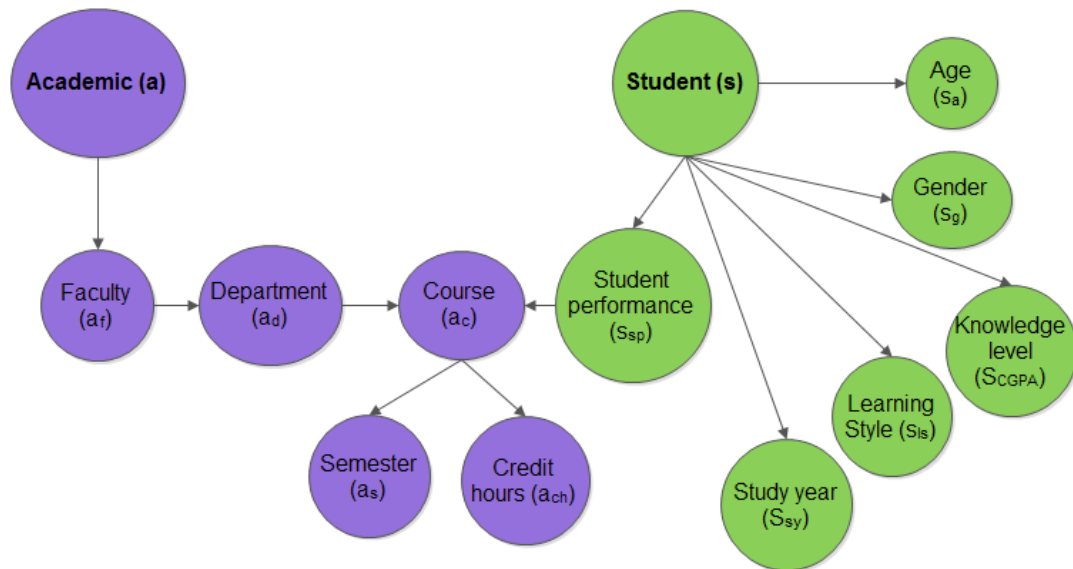 Academic (a)
Student (s)
Age
(sa)
Gender
(sg)
Faculty
(af)
Department
(ad)
Course
(ac)
Student
performance
(ssp)
Knowledge
level
(SCGPA)
Learning
Style (sls)
Semester
(as)
Credit
hours (ach)
Study year
(Ssy)